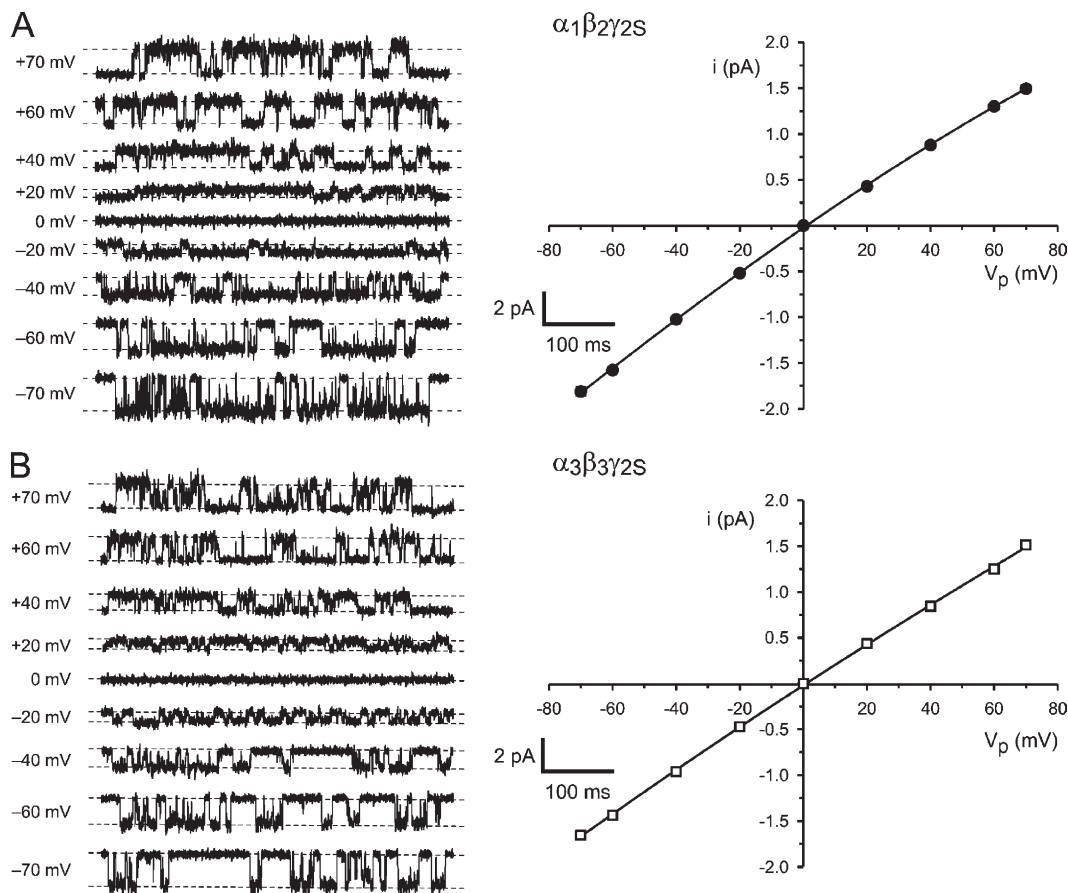 A
α1β2γ2S
+70 mV
+60 mV
+40 mV
+20 mV
0 mV
–20 mV
–40 mV
–60 mV
–70 mV
2 pA
100 ms
i (pA)
2.0
1.5
1.0
0.5
-80 -60 -40 -20 0 20 40 60 80
Vp (mV)
-0.5
-1.0
-1.5
-2.0
B
α3β3γ2S
+70 mV
+60 mV
+40 mV
+20 mV
0 mV
–20 mV
–40 mV
–60 mV
–70 mV
2 pA
100 ms
i (pA)
2.0
1.5
1.0
0.5
-80 -60 -40 -20 0 20 40 60 80
Vp (mV)
-0.5
-1.0
-1.5
-2.0